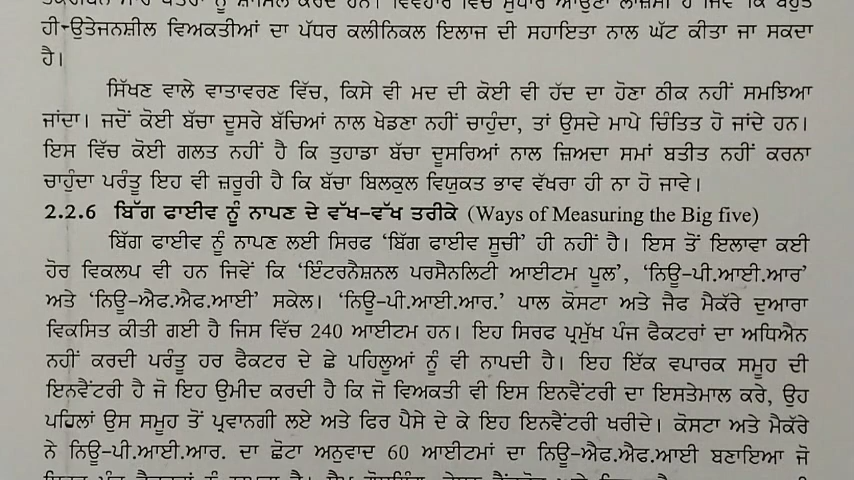 ਹੀ-ਉਤੇਜਨਸ਼ੀਲ ਵਿਅਕਤੀਆਂ ਦਾ ਪੱਧਰ ਕਲੀਨਿਕਲ ਇਲਾਜ ਦੀ ਸਹਾਇਤਾ ਨਾਲ ਘੱਟ ਕੀਤਾ ਜਾ ਸਕਦਾ
ਹੈ।
ਸਿੱਖਣ ਵਾਲੇ ਵਾਤਾਵਰਣ ਵਿੱਚ, ਕਿਸੇ ਵੀ ਮਦ ਦੀ ਕੋਈ ਵੀ ਹੱਦ ਦਾ ਹੋਣਾ ਠੀਕ ਨਹੀਂ ਸਮਝਿਆ
ਜਾਂਦਾ। ਜਦੋਂ ਕੋਈ ਬੱਚਾ ਦੂਸਰੇ ਬੱਚਿਆਂ ਨਾਲ ਖੇਡਣਾ ਨਹੀਂ ਚਾਹੁੰਦਾ, ਤਾਂ ਉਸਦੇ ਮਾਪੇ ਚਿੰਤਿਤ ਹੋ ਜਾਂਦੇ ਹਨ।
ਇਸ ਵਿੱਚ ਕੋਈ ਗਲਤ ਨਹੀਂ ਹੈ ਕਿ ਤੁਹਾਡਾ ਬੱਚਾ ਦੂਸਰਿਆਂ ਨਾਲ ਜ਼ਿਅਦਾ ਸਮਾਂ ਬਤੀਤ ਨਹੀਂ ਕਰਨਾ
ਚਾਹੁੰਦਾ ਪਰੰਤੂ ਇਹ ਵੀ ਜ਼ਰੂਰੀ ਹੈ ਕਿ ਬੱਚਾ ਬਿਲਕੁਲ ਵਿਯੁਕਤ ਭਾਵ ਵੱਖਰਾ ਹੀ ਨਾ ਹੋ ਜਾਵੇ।
2.2.6 ਬਿੱਗ ਫਾਈਵ ਨੂੰ ਨਾਪਣ ਦੇ ਵੱਖ-ਵੱਖ ਤਰੀਕੇ (Ways of Measuring the Big five)
ਬਿੱਗ ਫਾਈਵ ਨੂੰ ਨਾਪਣ ਲਈ ਸਿਰਫ ‘ਬਿੱਗ ਫਾਈਵ ਸੂਚੀ’ ਹੀ ਨਹੀਂ ਹੈ। ਇਸ ਤੋਂ ਇਲਾਵਾ ਕਈ
ਹੋਰ ਵਿਕਲਪ ਵੀ ਹਨ ਜਿਵੇਂ ਕਿ ‘ਇੰਟਰਨੈਸ਼ਨਲ ਪਰਸੈਨਲਿਟੀ ਆਈਟਮ ਪੂਲ’, ‘ਨਿਊ-ਪੀ.ਆਈ.ਆਰ’
ਅਤੇ ‘ਨਿਊ-ਐਫ.ਐਫ.ਆਈ’ ਸਕੇਲ। ‘ਨਿਊ-ਪੀ.ਆਈ.ਆਰ.’ ਪਾਲ ਕੋਸਟਾ ਅਤੇ ਜੈਫ ਮੈਕੱਰੇ ਦੁਆਰਾ
ਵਿਕਸਿਤ ਕੀਤੀ ਗਈ ਹੈ ਜਿਸ ਵਿੱਚ 240 ਆਈਟਮ ਹਨ। ਇਹ ਸਿਰਫ ਪ੍ਰਮੁੱਖ ਪੰਜ ਫੈਕਟਰਾਂ ਦਾ ਅਧਿਐਨ
ਨਹੀਂ ਕਰਦੀ ਪਰੰਤੂ ਹਰ ਫੈਕਟਰ ਦੇ ਛੇ ਪਹਿਲੂਆਂ ਨੂੰ ਵੀ ਨਾਪਦੀ ਹੈ। ਇਹ ਇੱਕ ਵਪਾਰਕ ਸਮੂਹ ਦੀ
ਇਨਵੈਂਟਰੀ ਹੈ ਜੋ ਇਹ ਉਮੀਦ ਕਰਦੀ ਹੈ ਕਿ ਜੋ ਵਿਅਕਤੀ ਵੀ ਇਸ ਇਨਵੈਂਟਰੀ ਦਾ ਇਸਤੇਮਾਲ ਕਰੇ, ਉਹ
ਪਹਿਲਾਂ ਉਸ ਸਮੂਹ ਤੋਂ ਪ੍ਰਵਾਨਗੀ ਲਏ ਅਤੇ ਫਿਰ ਪੈਸੇ ਦੇ ਕੇ ਇਹ ਇਨਵੈਂਟਰੀ ਖਰੀਦੇ। ਕੋਸਟਾ ਅਤੇ ਮੈਕੱਰੇ
ਨੇ ਨਿਊ-ਪੀ.ਆਈ.ਆਰ. ਦਾ ਛੋਟਾ ਅਨੁਵਾਦ 60 ਆਈਟਮਾਂ ਦਾ ਨਿਊ-ਐਫ.ਐਫ.ਆਈ ਬਣਾਇਆ ਜੋ